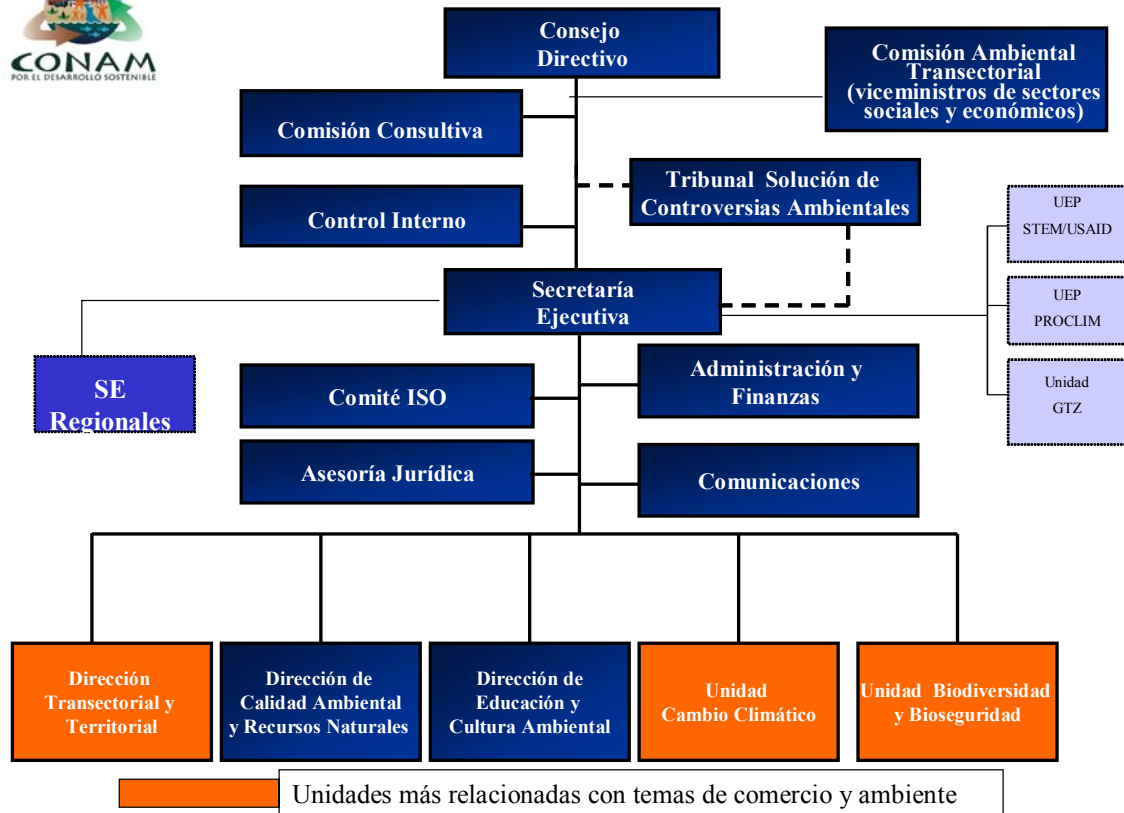 CONAM
POR EL DESARROLLO SOSTENIBLE
Consejo
Directivo
Comisión Ambiental
Transectorial
(viceministros de sectores
sociales y económicos)
Comisión Consultiva
Tribunal Solución de
Controversias Ambientales
Control Interno
UEP
STEM/USAID
Secretaría
Ejecutiva
UEP
PROCLIM
SE
Regionales
Comité ISO
Administración y
Finanzas
Unidad
GTZ
Asesoría Jurídica
Comunicaciones
Dirección
Transectorial y
Territorial
Dirección de
Calidad Ambiental
y Recursos Naturales
Dirección de
Educación y
Cultura Ambiental
Unidad
Cambio Climático
Unidad Biodiversidad
y Bioseguridad
Unidades más relacionadas con temas de comercio y ambiente